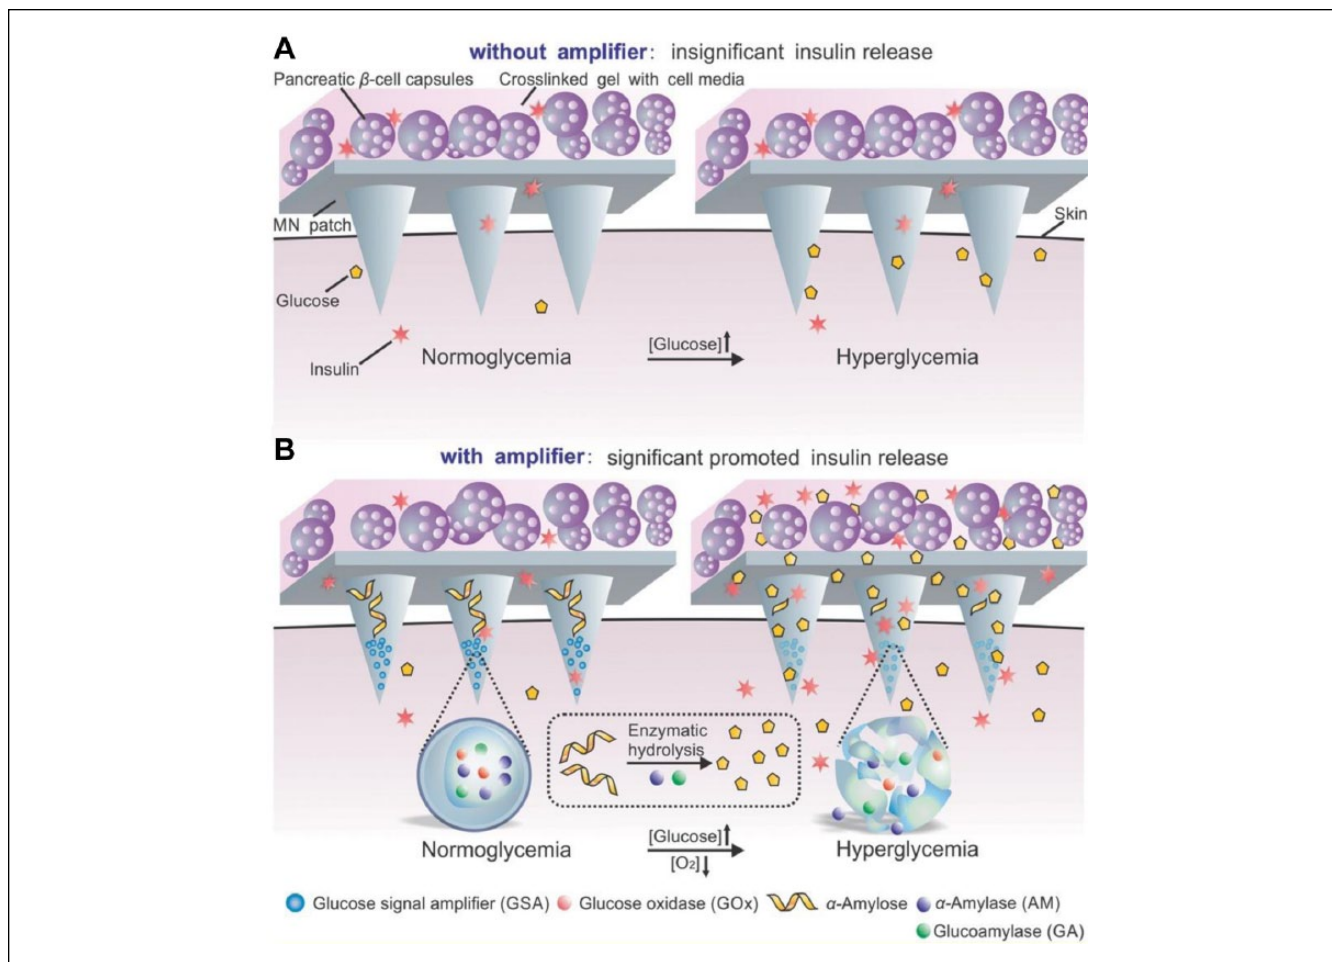 A
without amplifier: insignificant insulin release
Pancreatic β-cell capsules
Crosslinked gel with cell media
MN patch
Skin
Glucose
Insulin
Normoglycemia
[Glucose]↑
Hyperglycemia
B
with amplifier: significant promoted insulin release
Enzymatic
hydrolysis
Normoglycemia
[Glucose]↑
[O₂]↓
Hyperglycemia
Glucose signal amplifier (GSA)
Glucose oxidase (GOx)
α-Amylose
α-Amylase (AM)
Glucoamylase (GA)